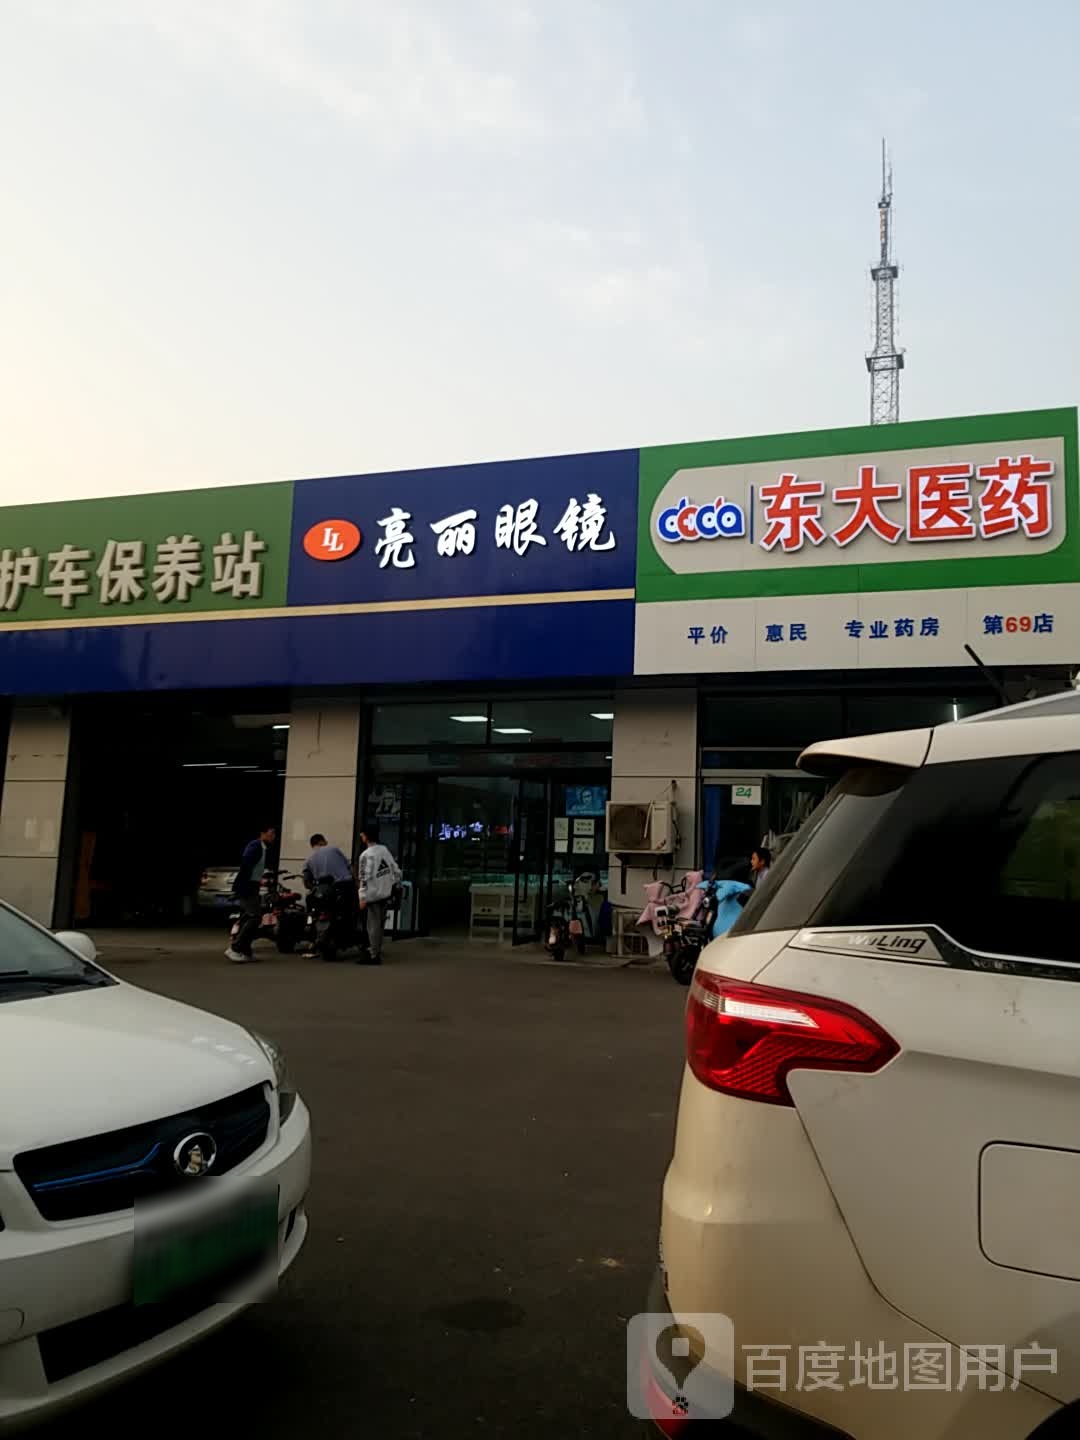 护车保养站
LL 亮丽眼镜
东大医药
平价 惠民 专业药房 第69店
24
WuLing
百度地图用户